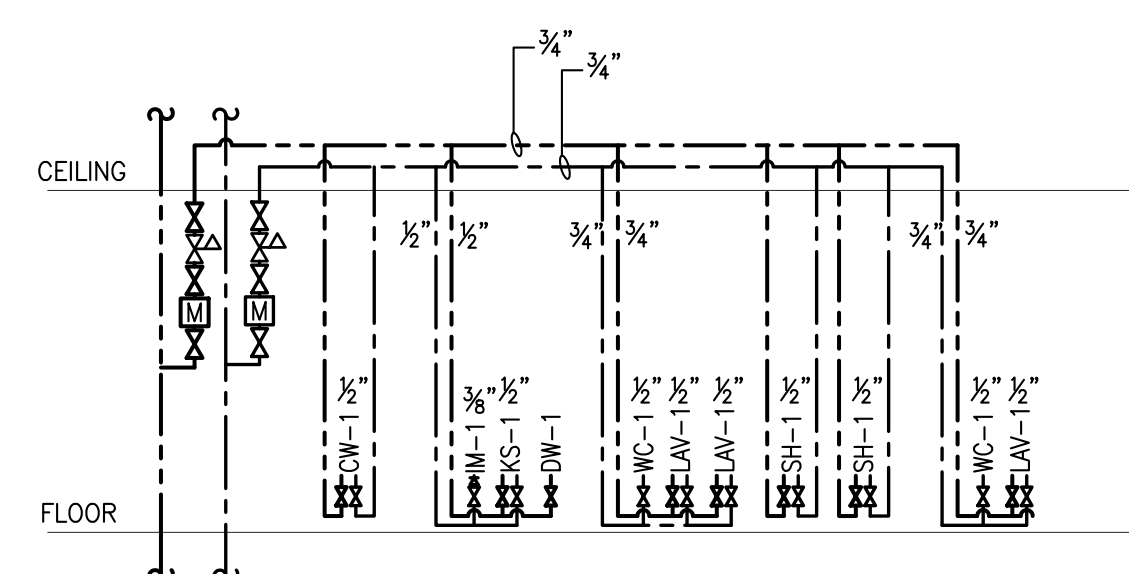 ¾"
¾"
CEILING
½" ½" ¾" ¾" ¾" ¾"
M M
½" ⅜" ½" ½" ½" ½" ½" ½" ½" ½"
CW-1 IM-1 KS-1 DW-1 WC-1 LAV-1 LAV-1 SH-1 SH-1 WC-1 LAV-1
FLOOR